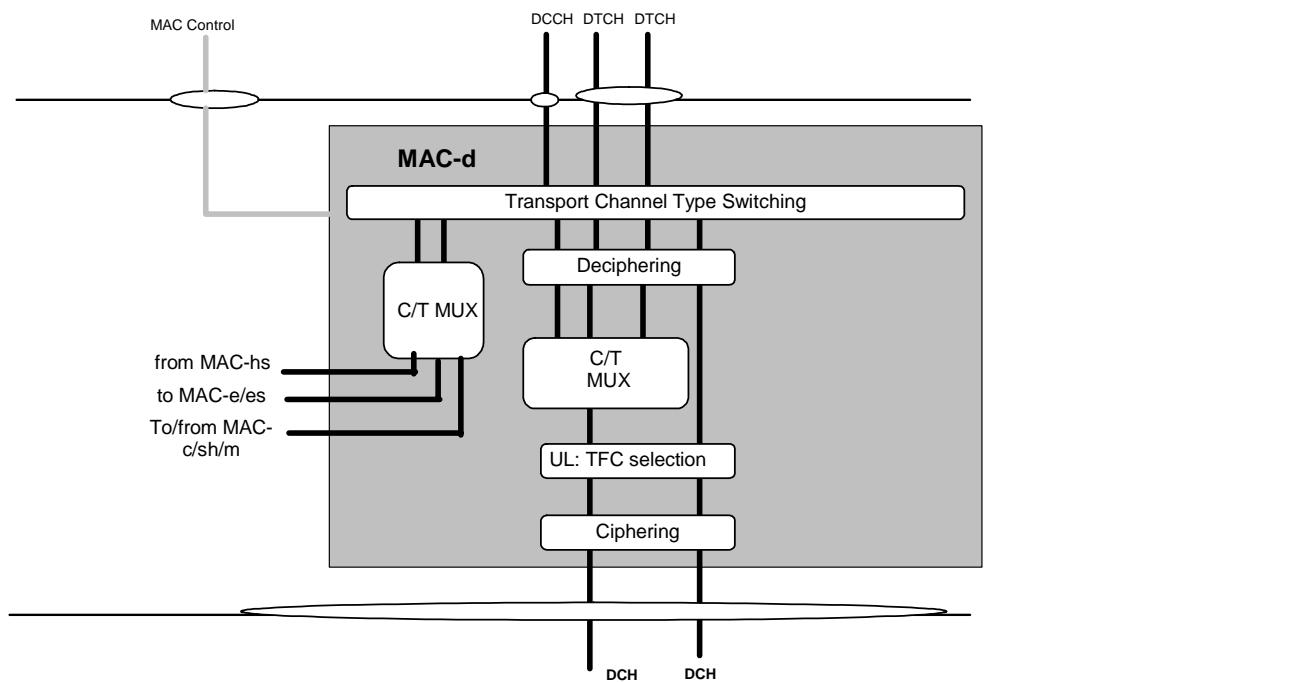 MAC Control
DCCH DTCH DTCH
MAC-d
Transport Channel Type Switching
Deciphering
C/T MUX
from MAC-hs
to MAC-e/es
To/from MAC-
c/sh/m
C/T
MUX
UL: TFC selection
Ciphering
DCH
DCH